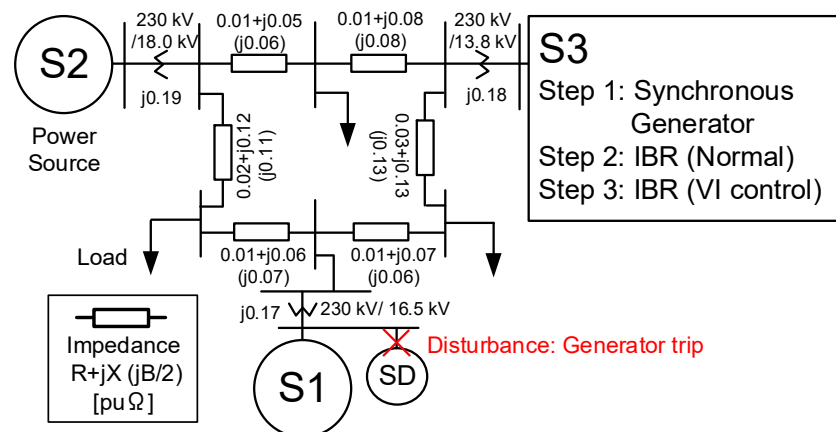 230 kV
/18.0 kV
0.01+j0.05
(j0.06)
0.01+j0.08
(j0.08)
230 kV
/13.8 kV
S2
j0.19
j0.18
Power
Source
S3
Step 1: Synchronous
Generator
Step 2: IBR (Normal)
Step 3: IBR (VI control)
0.02+j0.12
(j0.11)
0.03+j0.13
(j0.13)
Load
0.01+j0.06
(j0.07)
0.01+j0.07
(j0.06)
j0.17
230 kV/ 16.5 kV
Impedance
R+jX (jB/2)
[puΩ]
Disturbance: Generator trip
S1
SD